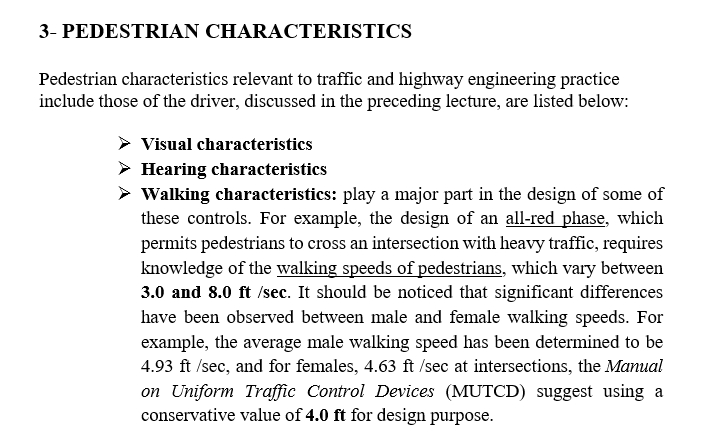 3- PEDESTRIAN CHARACTERISTICS
Pedestrian characteristics relevant to traffic and highway engineering practice
include those of the driver, discussed in the preceding lecture, are listed below:
➢ Visual characteristics
➢ Hearing characteristics
➢ Walking characteristics: play a major part in the design of some of
these controls. For example, the design of an all-red phase, which
permits pedestrians to cross an intersection with heavy traffic, requires
knowledge of the walking speeds of pedestrians, which vary between
3.0 and 8.0 ft /sec. It should be noticed that significant differences
have been observed between male and female walking speeds. For
example, the average male walking speed has been determined to be
4.93 ft /sec, and for females, 4.63 ft /sec at intersections, the Manual
on Uniform Traffic Control Devices (MUTCD) suggest using a
conservative value of 4.0 ft for design purpose.